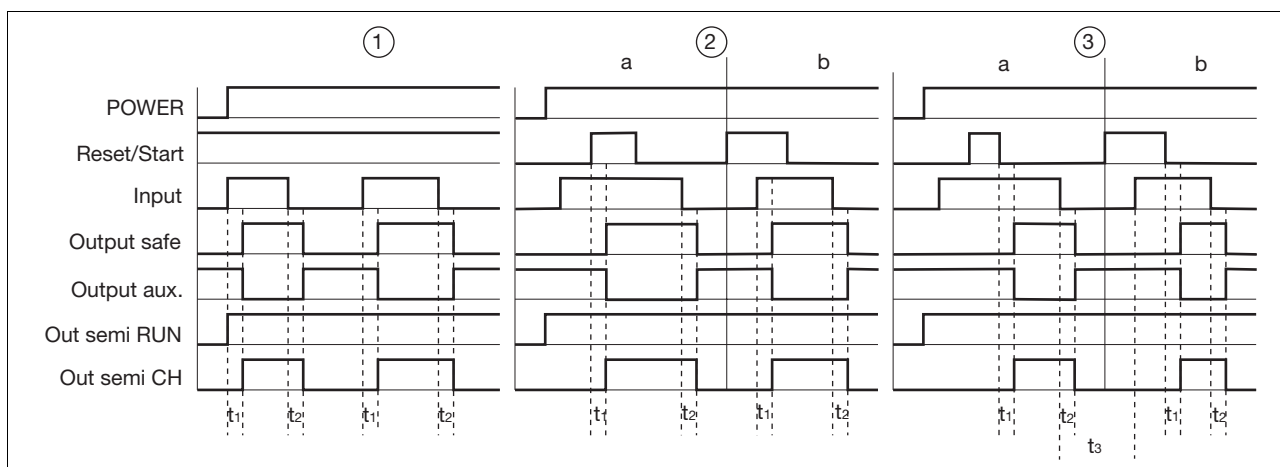 ① ② ③
a b a b
POWER
Reset/Start
Input
Output safe
Output aux.
Out semi RUN
Out semi CH
t1 t2 t1 t2 t1 t2 t1 t2 t1 t2 t1 t2
t3